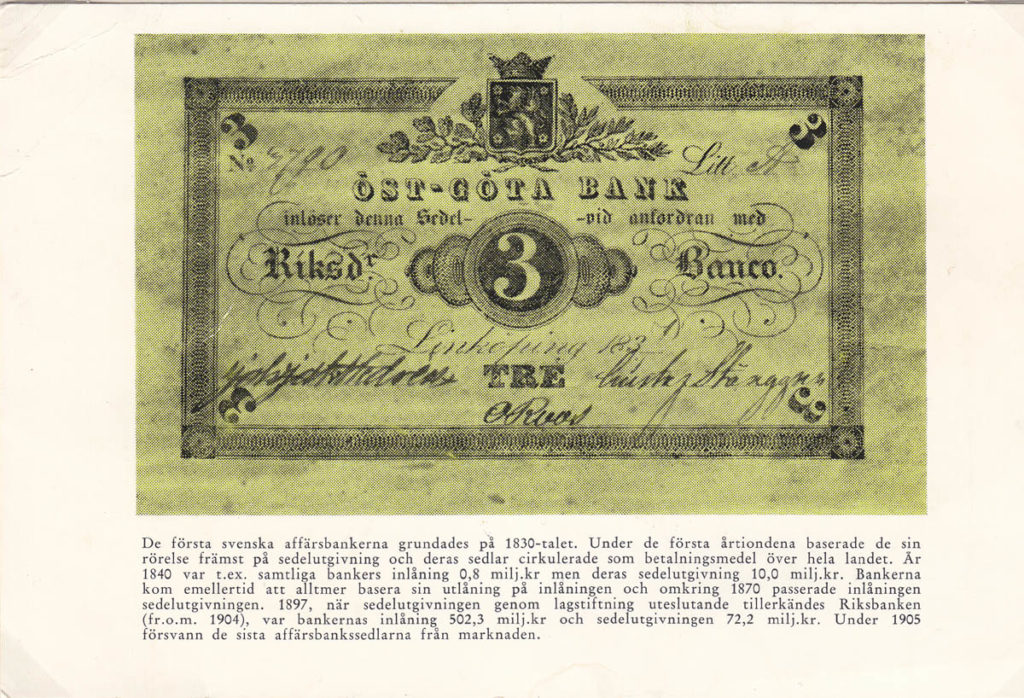 3
3
Nº 7790
Litt. A
ÖST-GÖTA BANK
inlöser denna Sedel- -vid anfordran med
Riksdr. 3 Banco.
Linköping 183
TRE
3
3
De första svenska affärsbankerna grundades på 1830-talet. Under de första årtiondena baserade de sin
rörelse främst på sedelutgivning och deras sedlar cirkulerade som betalningsmedel över hela landet. År
1840 var t.ex. samtliga bankers inlåning 0,8 milj.kr men deras sedelutgivning 10,0 milj.kr. Bankerna
kom emellertid att alltmer basera sin utlåning på inlåningen och omkring 1870 passerade inlåningen
sedelutgivningen. 1897, när sedelutgivningen genom lagstiftning uteslutande tillerkändes Riksbanken
(fr.o.m. 1904), var bankernas inlåning 502,3 milj.kr och sedelutgivningen 72,2 milj.kr. Under 1905
försvann de sista affärsbankssedlarna från marknaden.